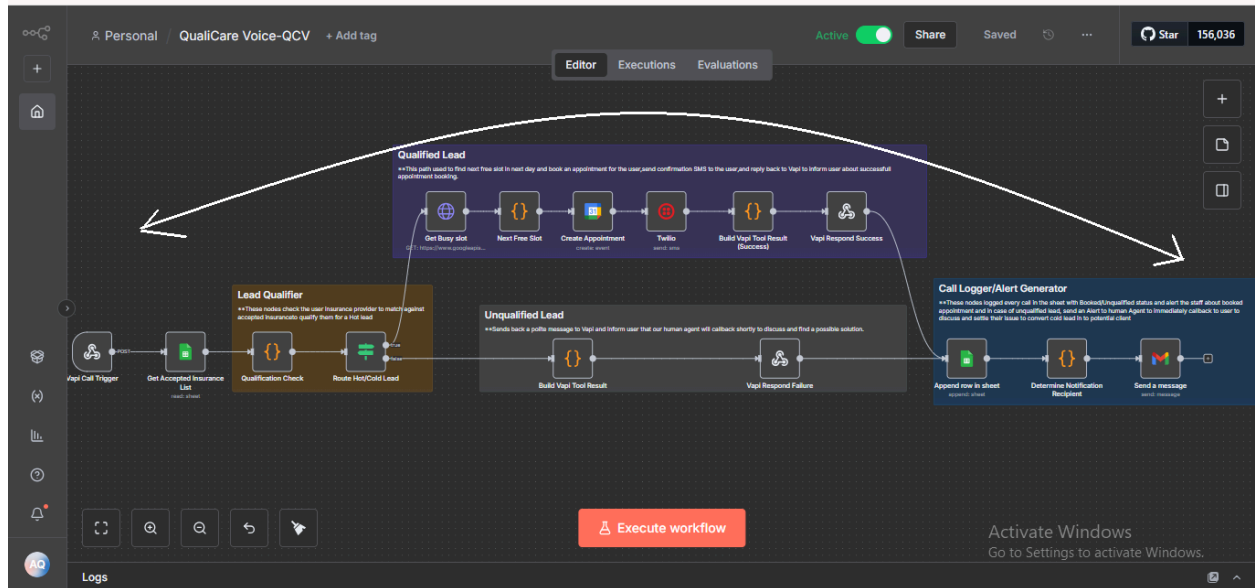 Personal / QualiCare Voice-QCV + Add tag
Active
Share
Saved
...
Star 156,036
Editor Executions Evaluations
Qualified Lead
**This path used to find next free slot in next day and book an appointment for the user,send confirmation SMS to the user,and reply back to Vapi to inform user about successfull
appointment booking.
Get Busy slot
GET: https://www.googleapis...
Next Free Slot
Create Appointment
create: event
Twilio
send: sms
Build Vapi Tool Result
(Success)
Vapi Respond Success
Lead Qualifier
**These nodes check the user Insurance provider to match against
accepted Insuranceto qualify them for a Hot lead
POST
Vapi Call Trigger
Get Accepted Insurance
List
read: sheet
Qualification Check
Route Hot/Cold Lead
true
false
Unqualified Lead
**Sends back a polite message to Vapi and inform user that our human agent will callback shortly to discuss and find a possible solution.
Build Vapi Tool Result
Vapi Respond Failure
Call Logger/Alert Generator
**These nodes logged every call in the sheet with Booked/Unqualified status and alert the staff about booked
appointment and in case of unqualified lead, send an Alert to human Agent to immediately callback to user to
discuss and settle their issue to convert cold lead in to potential client
Append row in sheet
append: sheet
Determine Notification
Recipient
Send a message
send: message
Execute workflow
Activate Windows
Go to Settings to activate Windows.
AQ
Logs